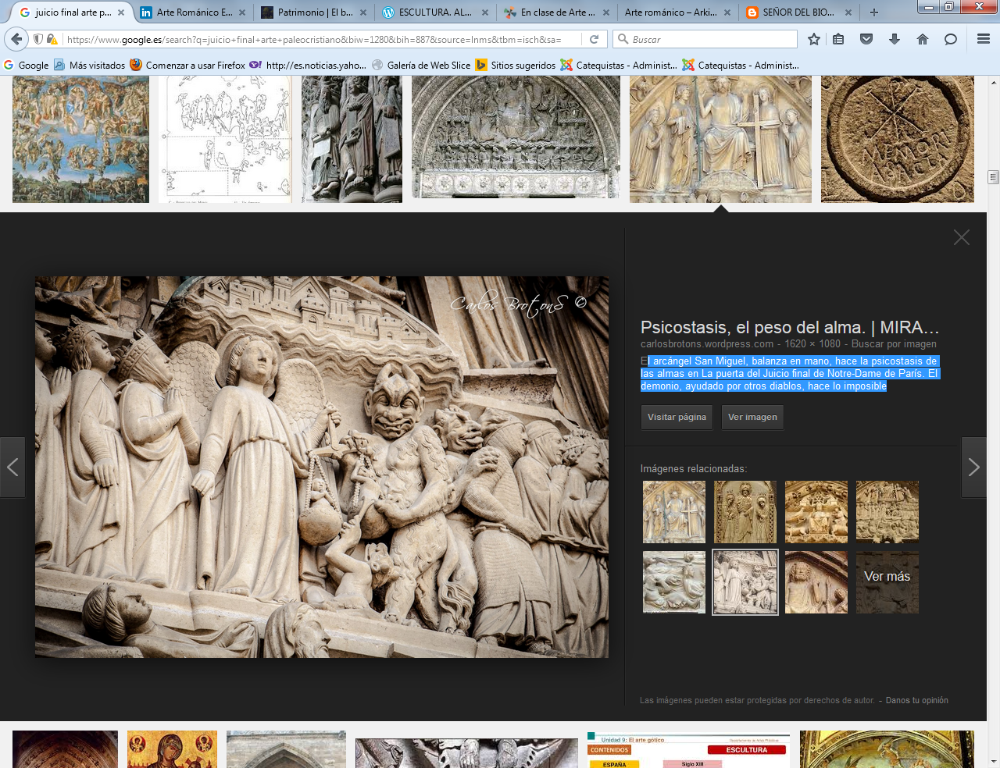 juicio final arte p...
Arte Románico E...
Patrimonio | El b...
ESCULTURA. AL...
En clase de Arte ...
Arte románico – Arki...
SEÑOR DEL BIO...
https://www.google.es/search?q=juicio+final+arte+paleocristiano&biw=1280&bih=887&source=lnms&tbm=isch&sa=
Buscar
Google
Más visitados
Comenzar a usar Firefox
http://es.noticias.yaho...
Galería de Web Slice
Sitios sugeridos
Catequistas - Administ...
Catequistas - Administ...
Carlos BrotonS ©
Psicostasis, el peso del alma. | MIRA...
carlosbrotons.wordpress.com - 1620 × 1080 - Buscar por imagen
El arcángel San Miguel, balanza en mano, hace la psicostasis de
las almas en La puerta del Juicio final de Notre-Dame de París. El
demonio, ayudado por otros diablos, hace lo imposible
Visitar página
Ver imagen
Imágenes relacionadas:
Ver más
Las imágenes pueden estar protegidas por derechos de autor. - Danos tu opinión
Unidad 9: El arte gótico
CONTENIDOS
ESCULTURA
ESPAÑA
Siglo XIII